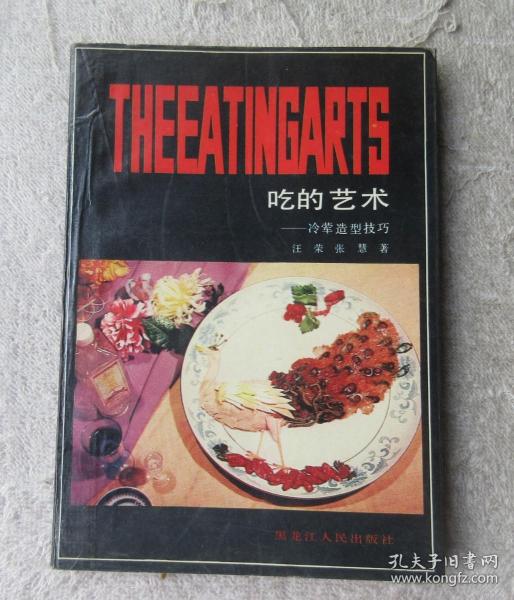 THEEATINGARTS
吃的艺术
——冷荤造型技巧
汪荣张慧著
黑龙江人民出版社
孔夫子旧书网
www.kongfz.com